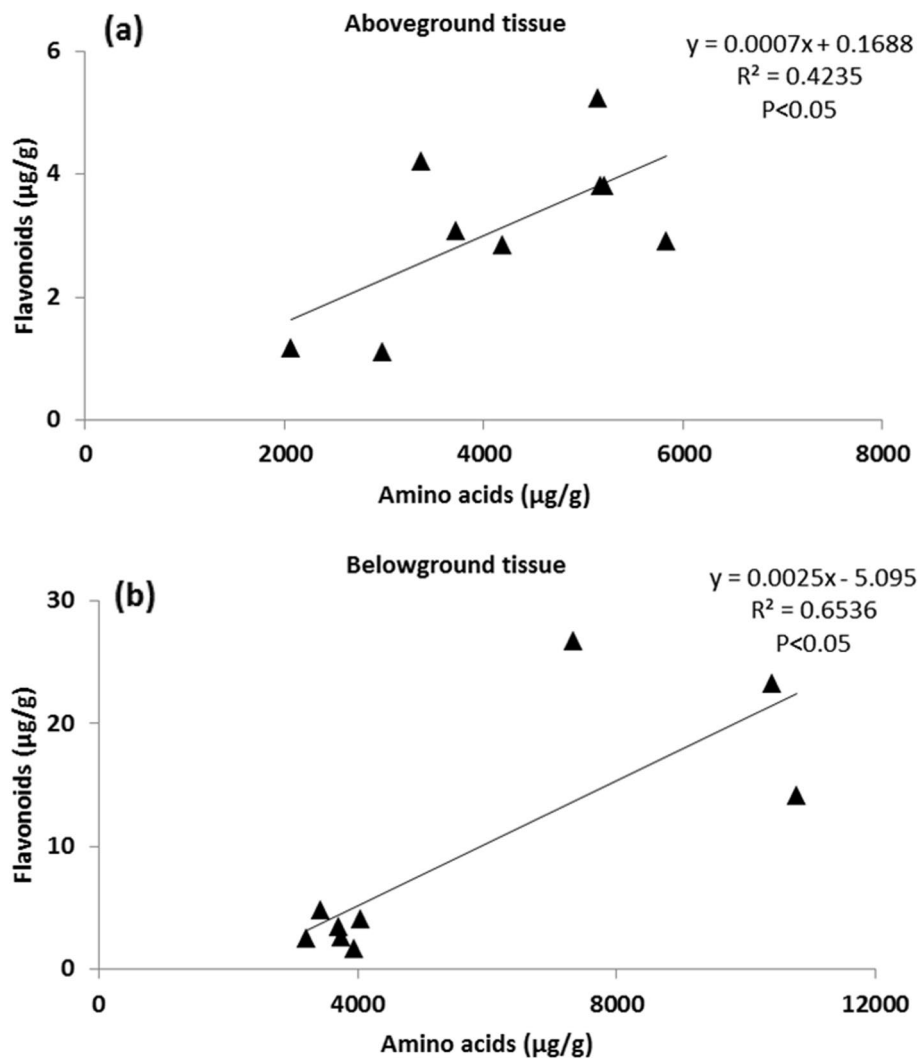 (a)
Aboveground tissue
y = 0.0007x + 0.1688
R² = 0.4235
P<0.05
6
4
2
0
Flavonoids (µg/g)
0 2000 4000 6000 8000
Amino acids (µg/g)
(b)
Belowground tissue
y = 0.0025x - 5.095
R² = 0.6536
P<0.05
30
20
10
0
Flavonoids (µg/g)
0 4000 8000 12000
Amino acids (µg/g)